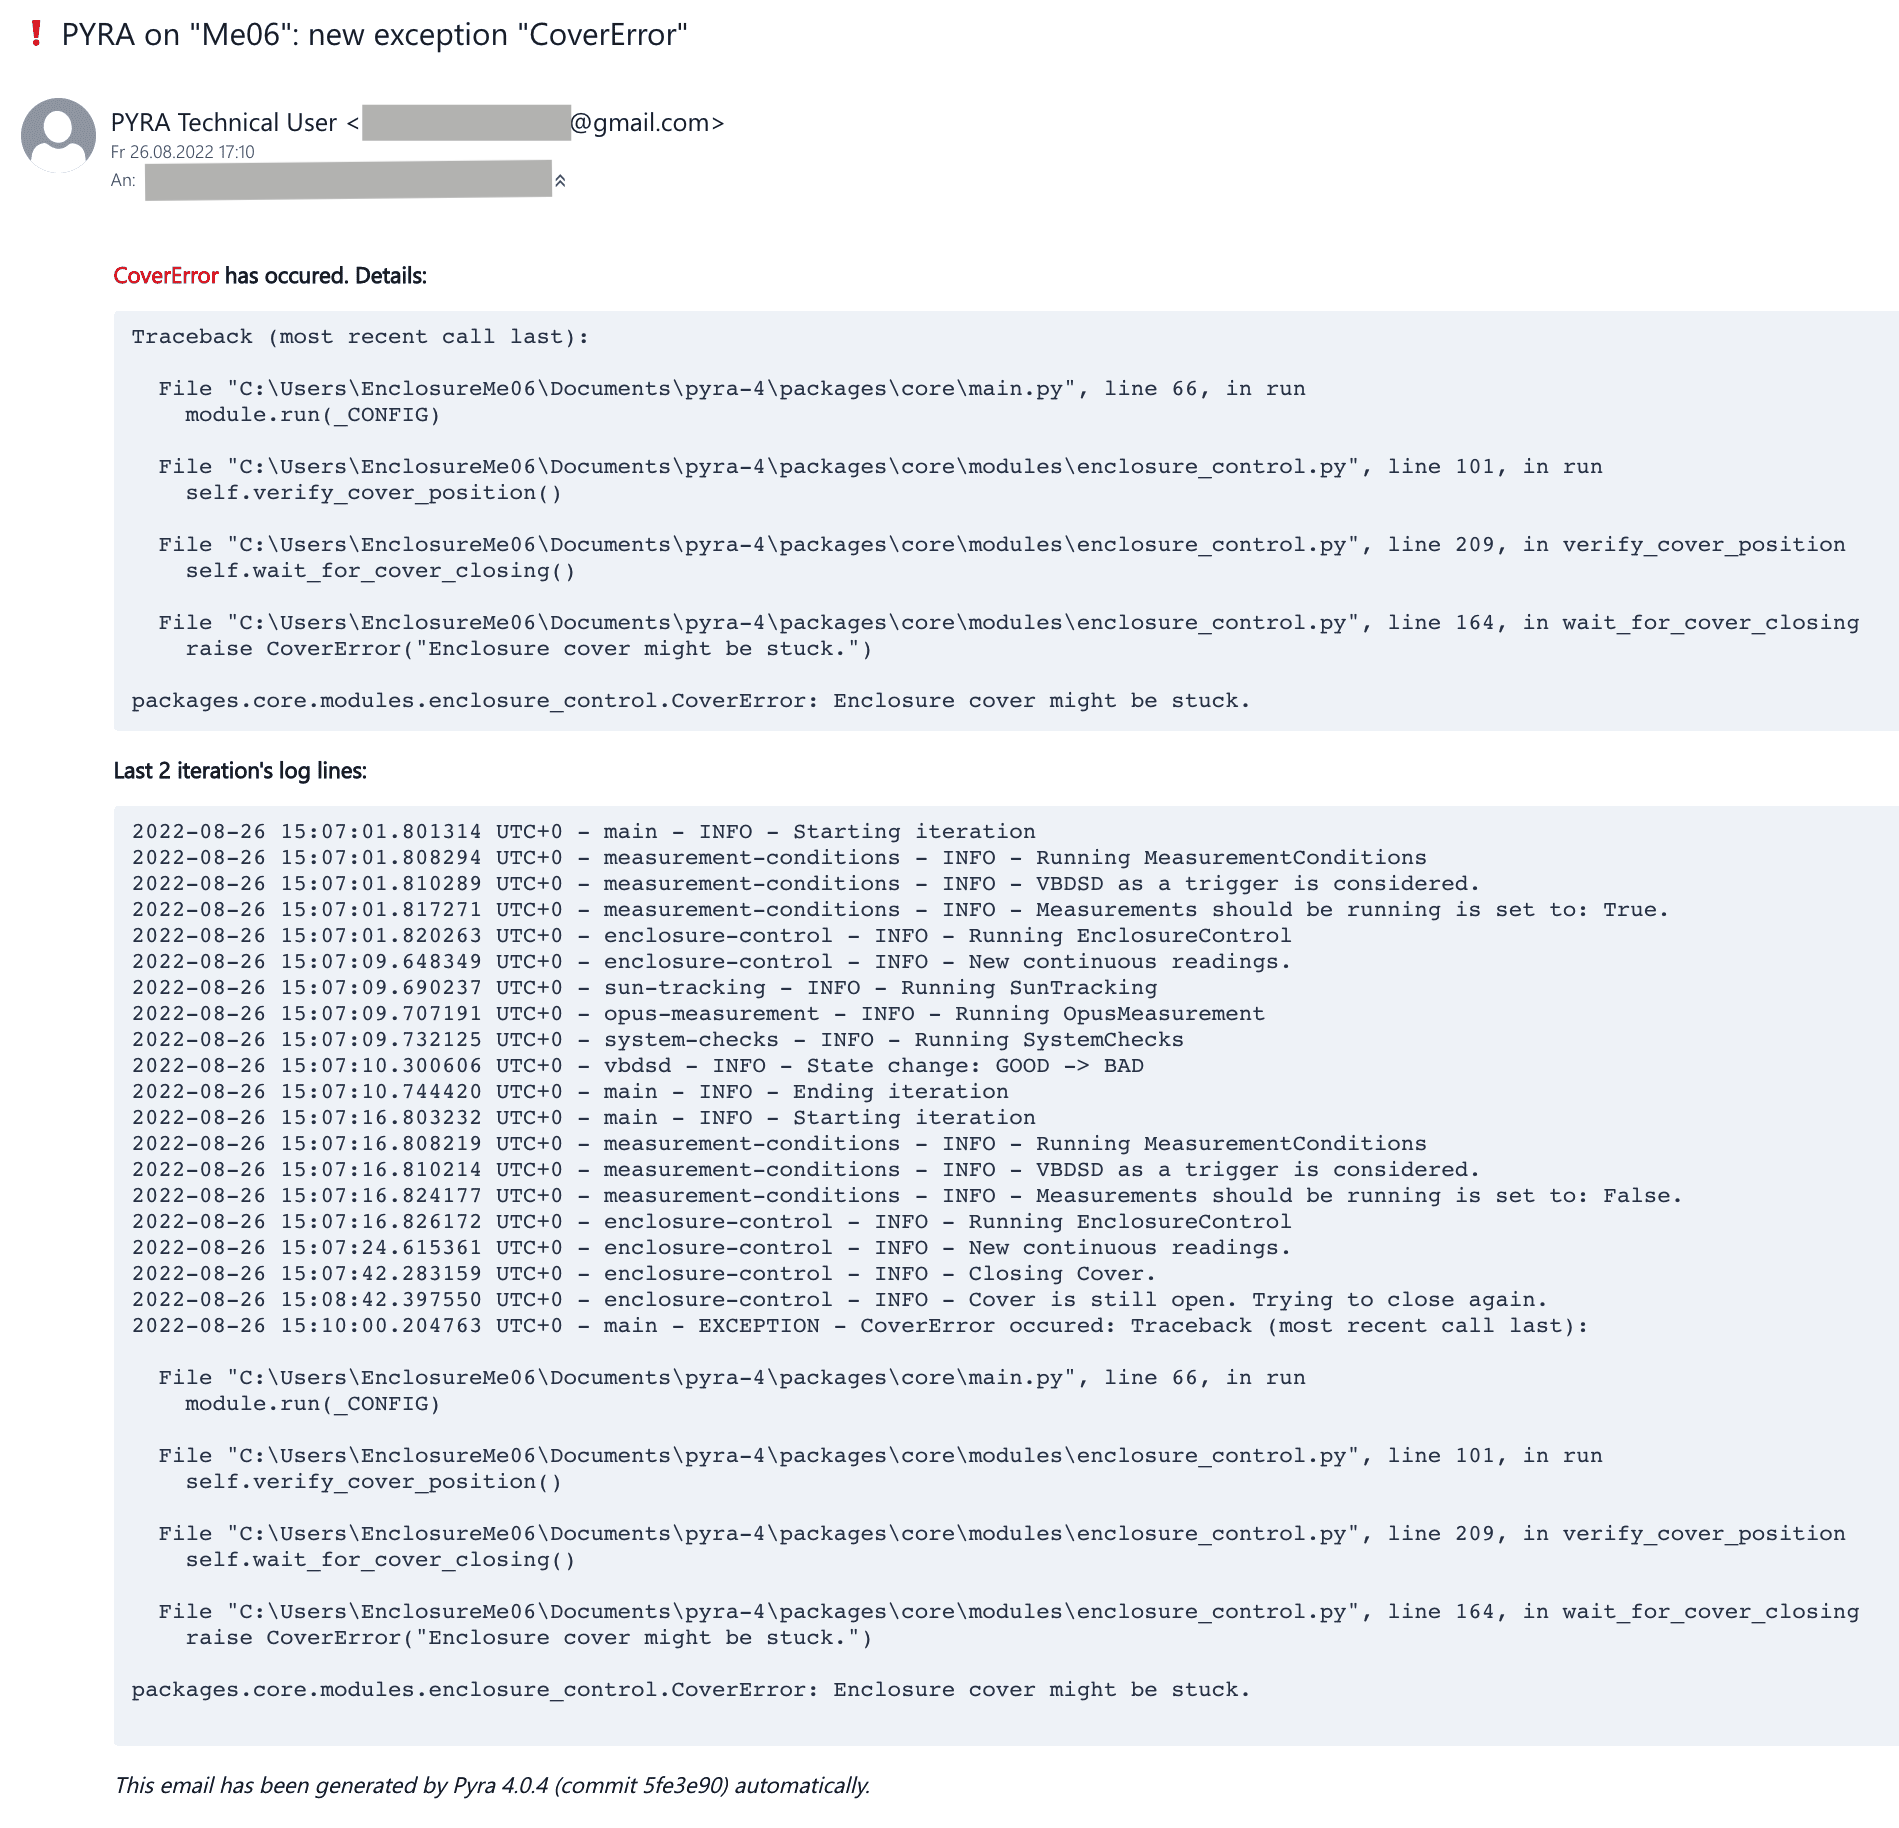 ❗ PYRA on "Me06": new exception "CoverError"
PYRA Technical User < @gmail.com>
Fr 26.08.2022 17:10
An:
CoverError has occured. Details:
Traceback (most recent call last):
File "C:\Users\EnclosureMe06\Documents\pyra-4\packages\core\main.py", line 66, in run
module.run(_CONFIG)
File "C:\Users\EnclosureMe06\Documents\pyra-4\packages\core\modules\enclosure_control.py", line 101, in run
self.verify_cover_position()
File "C:\Users\EnclosureMe06\Documents\pyra-4\packages\core\modules\enclosure_control.py", line 209, in verify_cover_position
self.wait_for_cover_closing()
File "C:\Users\EnclosureMe06\Documents\pyra-4\packages\core\modules\enclosure_control.py", line 164, in wait_for_cover_closing
raise CoverError("Enclosure cover might be stuck.")
packages.core.modules.enclosure_control.CoverError: Enclosure cover might be stuck.
Last 2 iteration's log lines:
2022-08-26 15:07:01.801314 UTC+0 - main - INFO - Starting iteration
2022-08-26 15:07:01.808294 UTC+0 - measurement-conditions - INFO - Running MeasurementConditions
2022-08-26 15:07:01.810289 UTC+0 - measurement-conditions - INFO - VBDSD as a trigger is considered.
2022-08-26 15:07:01.817271 UTC+0 - measurement-conditions - INFO - Measurements should be running is set to: True.
2022-08-26 15:07:01.820263 UTC+0 - enclosure-control - INFO - Running EnclosureControl
2022-08-26 15:07:09.648349 UTC+0 - enclosure-control - INFO - New continuous readings.
2022-08-26 15:07:09.690237 UTC+0 - sun-tracking - INFO - Running SunTracking
2022-08-26 15:07:09.707191 UTC+0 - opus-measurement - INFO - Running OpusMeasurement
2022-08-26 15:07:09.732125 UTC+0 - system-checks - INFO - Running SystemChecks
2022-08-26 15:07:10.300606 UTC+0 - vbdsd - INFO - State change: GOOD -> BAD
2022-08-26 15:07:10.744420 UTC+0 - main - INFO - Ending iteration
2022-08-26 15:07:16.803232 UTC+0 - main - INFO - Starting iteration
2022-08-26 15:07:16.808219 UTC+0 - measurement-conditions - INFO - Running MeasurementConditions
2022-08-26 15:07:16.810214 UTC+0 - measurement-conditions - INFO - VBDSD as a trigger is considered.
2022-08-26 15:07:16.824177 UTC+0 - measurement-conditions - INFO - Measurements should be running is set to: False.
2022-08-26 15:07:16.826172 UTC+0 - enclosure-control - INFO - Running EnclosureControl
2022-08-26 15:07:24.615361 UTC+0 - enclosure-control - INFO - New continuous readings.
2022-08-26 15:07:42.283159 UTC+0 - enclosure-control - INFO - Closing Cover.
2022-08-26 15:08:42.397550 UTC+0 - enclosure-control - INFO - Cover is still open. Trying to close again.
2022-08-26 15:10:00.204763 UTC+0 - main - EXCEPTION - CoverError occured: Traceback (most recent call last):
File "C:\Users\EnclosureMe06\Documents\pyra-4\packages\core\main.py", line 66, in run
module.run(_CONFIG)
File "C:\Users\EnclosureMe06\Documents\pyra-4\packages\core\modules\enclosure_control.py", line 101, in run
self.verify_cover_position()
File "C:\Users\EnclosureMe06\Documents\pyra-4\packages\core\modules\enclosure_control.py", line 209, in verify_cover_position
self.wait_for_cover_closing()
File "C:\Users\EnclosureMe06\Documents\pyra-4\packages\core\modules\enclosure_control.py", line 164, in wait_for_cover_closing
raise CoverError("Enclosure cover might be stuck.")
packages.core.modules.enclosure_control.CoverError: Enclosure cover might be stuck.
This email has been generated by Pyra 4.0.4 (commit 5fe3e90) automatically.